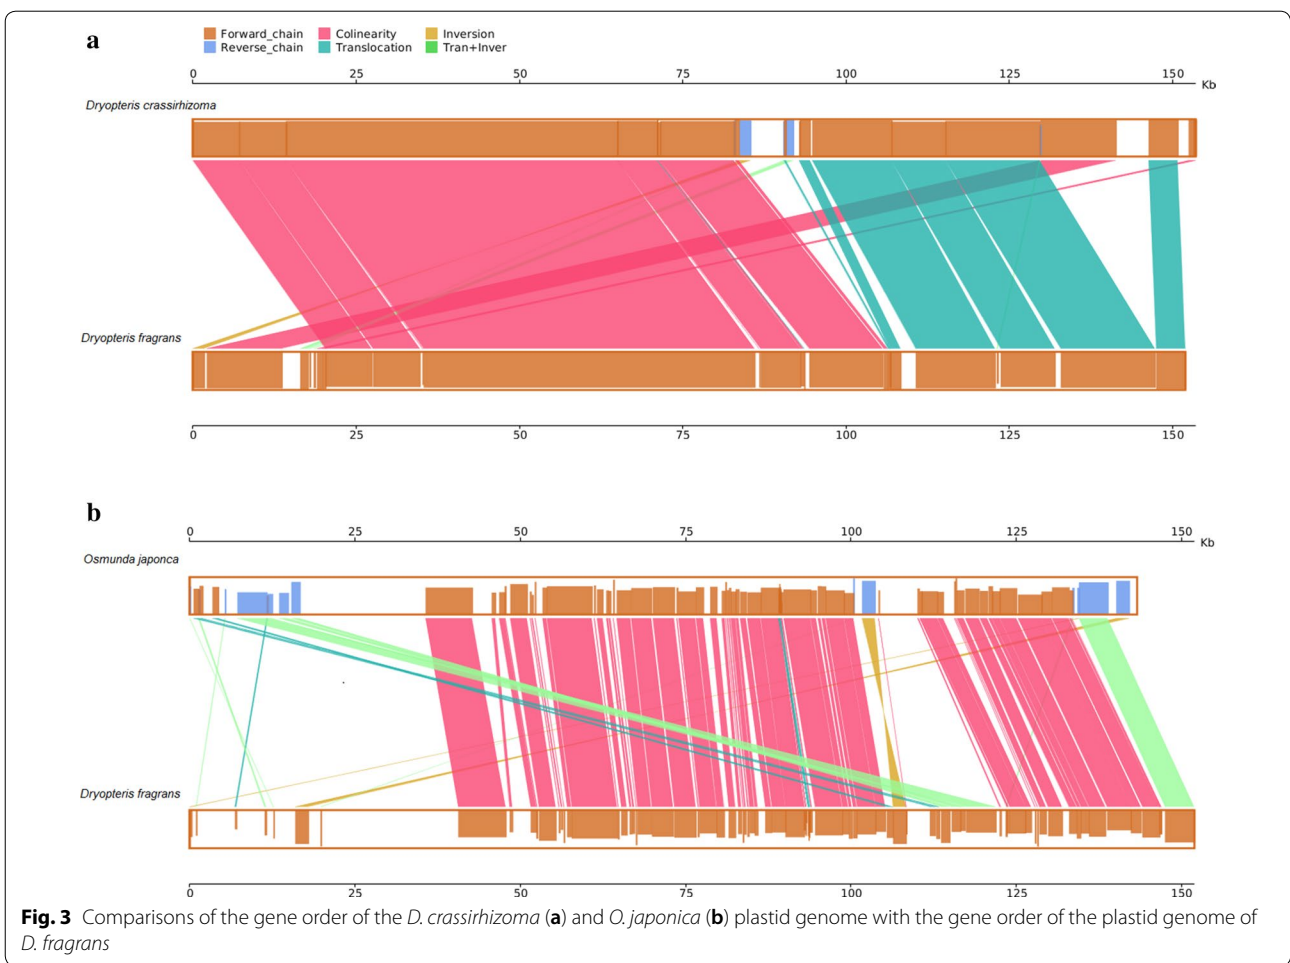 a
Forward_chain Colinearity Inversion
Reverse_chain Translocation Tran+Inver
0 25 50 75 100 125 150
Kb
Dryopteris crassirhizoma
Dryopteris fragrans
0 25 50 75 100 125 150
b
0 25 50 75 100 125 150
Kb
Osmunda japonca
Dryopteris fragrans
0 25 50 75 100 125 150
Fig. 3 Comparisons of the gene order of the D. crassirhizoma (a) and O. japonica (b) plastid genome with the gene order of the plastid genome of
D. fragrans